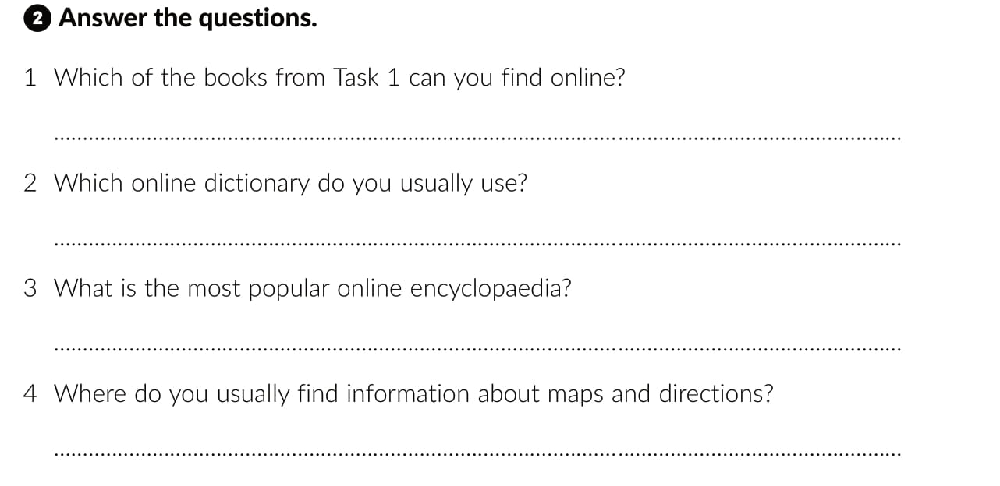 2 Answer the questions.
1 Which of the books from Task 1 can you find online?
2 Which online dictionary do you usually use?
3 What is the most popular online encyclopaedia?
4 Where do you usually find information about maps and directions?